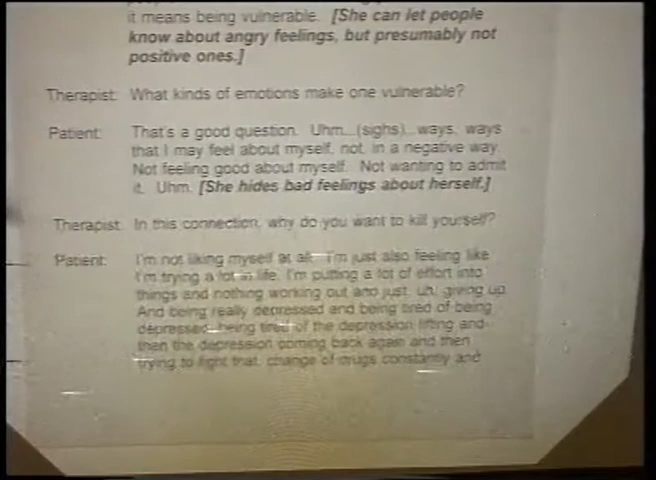 it means being vulnerable. [She can let people
know about angry feelings, but presumably not
positive ones.]
Therapist: What kinds of emotions make one vulnerable?
Patient: That's a good question. Uhm...(sighs)...ways, ways
that I may feel about myself, not, in a negative way.
Not feeling good about myself. Not wanting to admit
it. Uhm. [She hides bad feelings about herself.]
Therapist: In this connection, why do you want to kill yourself?
Patient: I'm not liking myself at all. I'm just also feeling like
I'm trying a lot in life, I'm putting a lot of effort into
things and nothing working out and just, uh, giving up.
And being really depressed and being tired of being
depressed, being tired of the depression lifting and
then the depression coming back again and then
trying to fight that, change of drugs constantly and